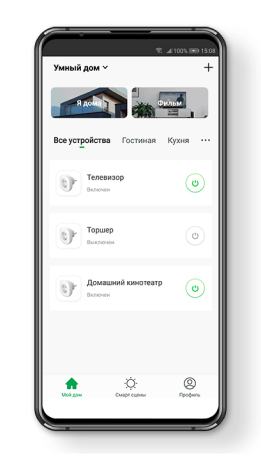 100% 15:08
Умный дом
Я дома Фильм
Все устройства Гостиная Кухня ...
Телевизор
Включен
Торшер
Выключен
Домашний кинотеатр
Включен
Мой дом Смарт сцены Профиль